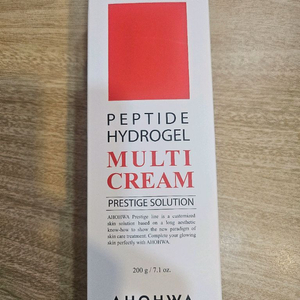 PEPTIDE
HYDROGEL
MULTI
CREAM
PRESTIGE SOLUTION
AHOHWA Prestige line is a customized
skin solution based on a long aesthetic
know-how to show the new paradigm of
skin care treatment. Complete your glowing
skin perfectly with AHOHWA.
200 g / 7.1 oz.
AHOHWA